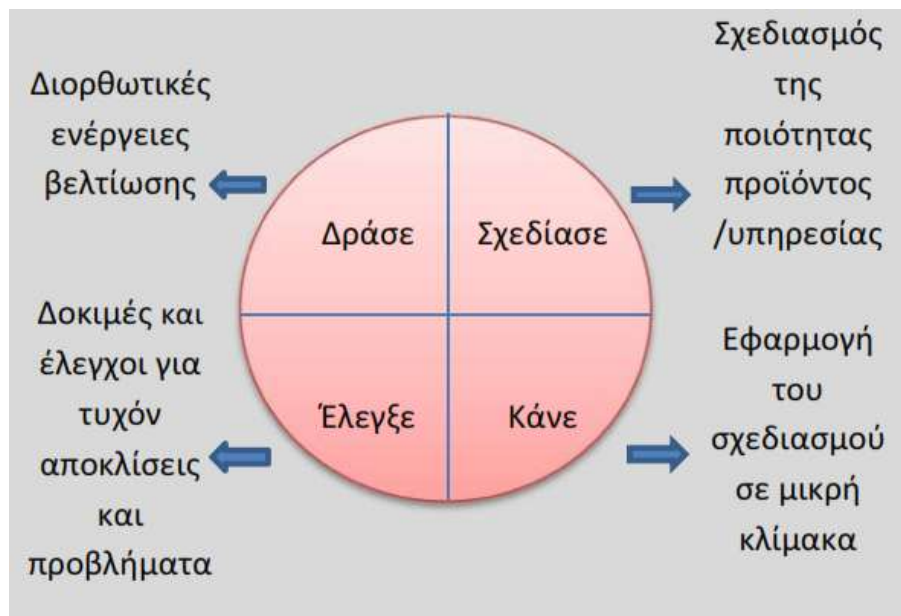 Διορθωτικές
ενέργειες
βελτίωσης
Σχεδιασμός
της
ποιότητας
προϊόντος
/υπηρεσίας
Δράσε
Σχεδίασε
Δοκιμές και
έλεγχοι για
τυχόν
αποκλίσεις
και
προβλήματα
Έλεγξε
Κάνε
Εφαρμογή
του
σχεδιασμού
σε μικρή
κλίμακα